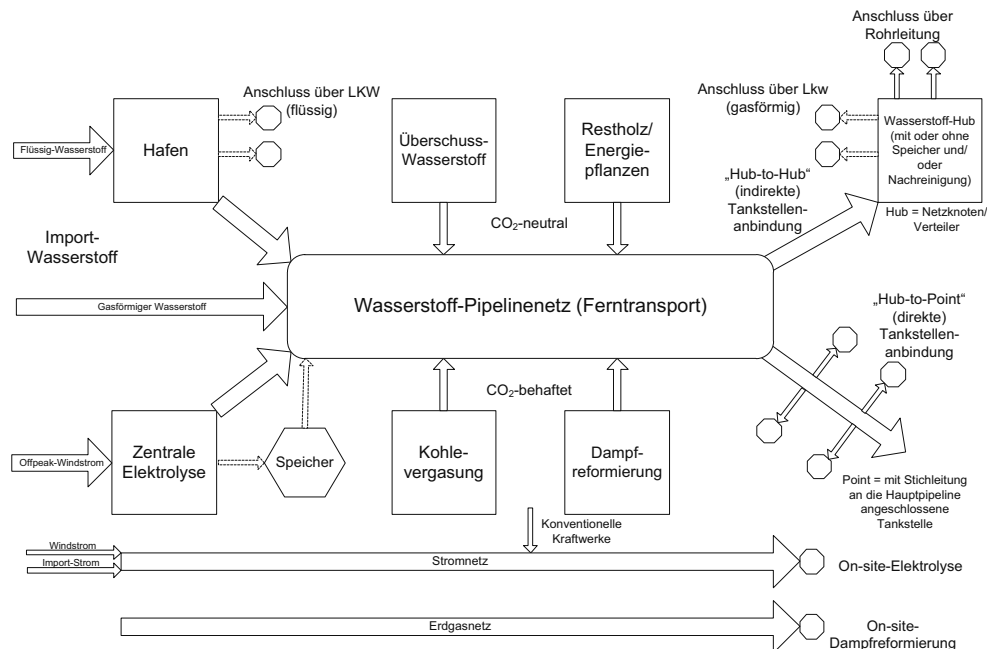 Anschluss über
Rohrleitung
Anschluss über LKW
(flüssig)
Anschluss über Lkw
(gasförmig)
Flüssig-Wasserstoff
Hafen
Überschuss-
Wasserstoff
Restholz/
Energie-
pflanzen
Wasserstoff-Hub
(mit oder ohne
Speicher und/
oder
Nachreinigung)
„Hub-to-Hub“
(indirekte)
Tankstellen-
anbindung
Hub = Netzknoten/
Verteiler
CO2-neutral
Import-
Wasserstoff
Gasförmiger Wasserstoff
Wasserstoff-Pipelinenetz (Ferntransport)
„Hub-to-Point“
(direkte)
Tankstellen-
anbindung
CO2-behaftet
Offpeak-Windstrom
Zentrale
Elektrolyse
Speicher
Kohle-
vergasung
Dampf-
reformierung
Point = mit Stichleitung
an die Hauptpipeline
angeschlossene
Tankstelle
Konventionelle
Kraftwerke
Windstrom
Import-Strom
Stromnetz
On-site-Elektrolyse
Erdgasnetz
On-site-
Dampfreformierung